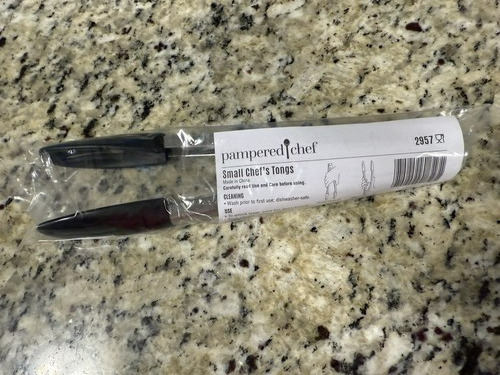 pampered chef
2957
Small Chef's Tongs
Made in China
Carefully read Use and Care before using.
CLEANING
• Wash prior to first use; dishwasher-safe.
USE